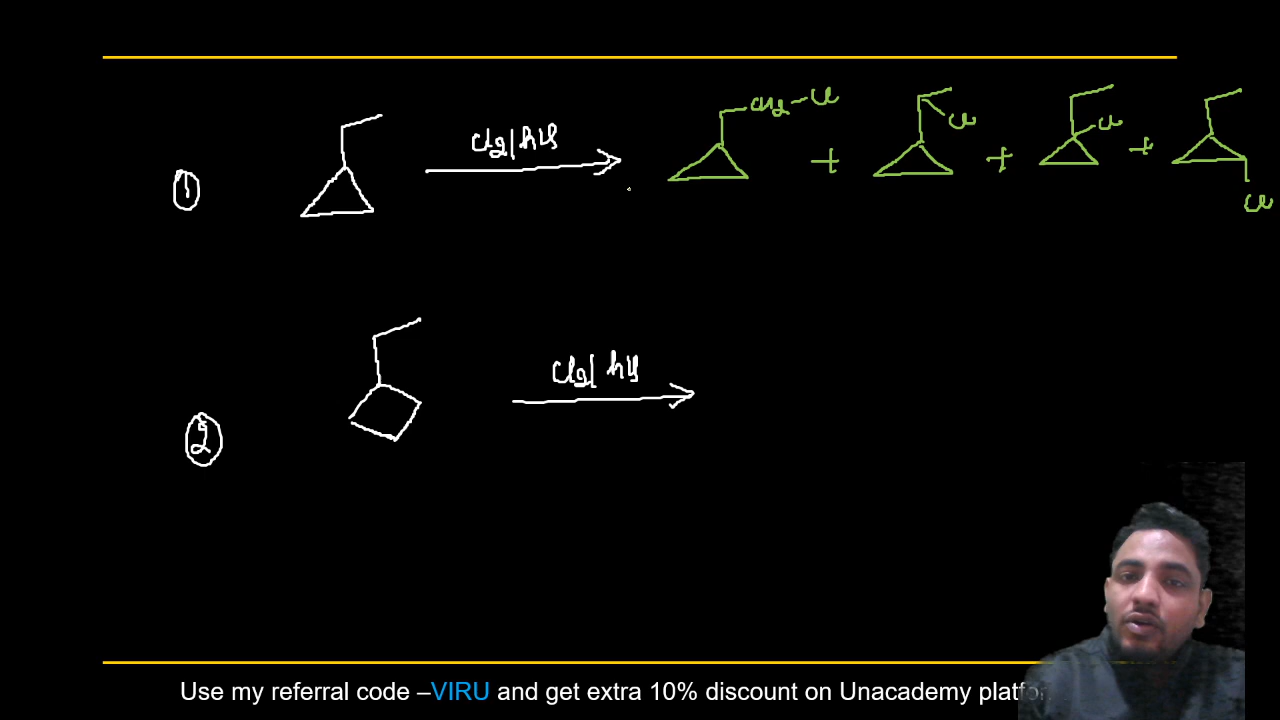 ① Cl2/hν CH2-Cl + Cl + Cl + Cl
② Cl2/hν
Use my referral code –VIRU and get extra 10% discount on Unacademy platfo